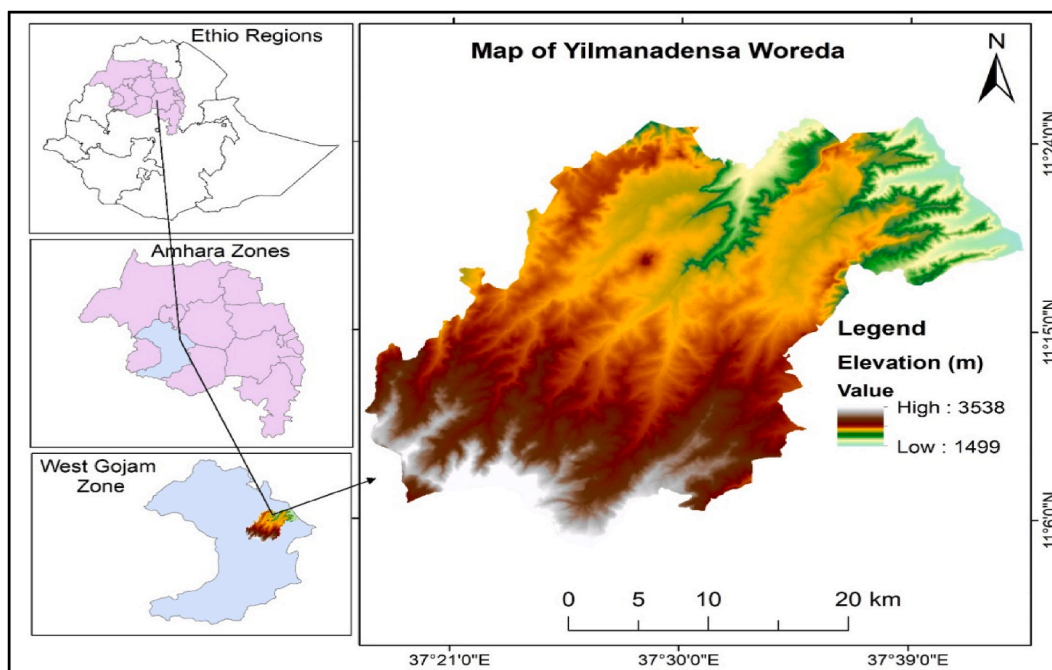 Ethio Regions
Amhara Zones
West Gojam
Zone
Map of Yilmanadensa Woreda
N
Legend
Elevation (m)
Value
High : 3538
Low : 1499
0 5 10 20 km
11°24'0"N
11°15'0"N
11°6'0"N
37°21'0"E 37°30'0"E 37°39'0"E